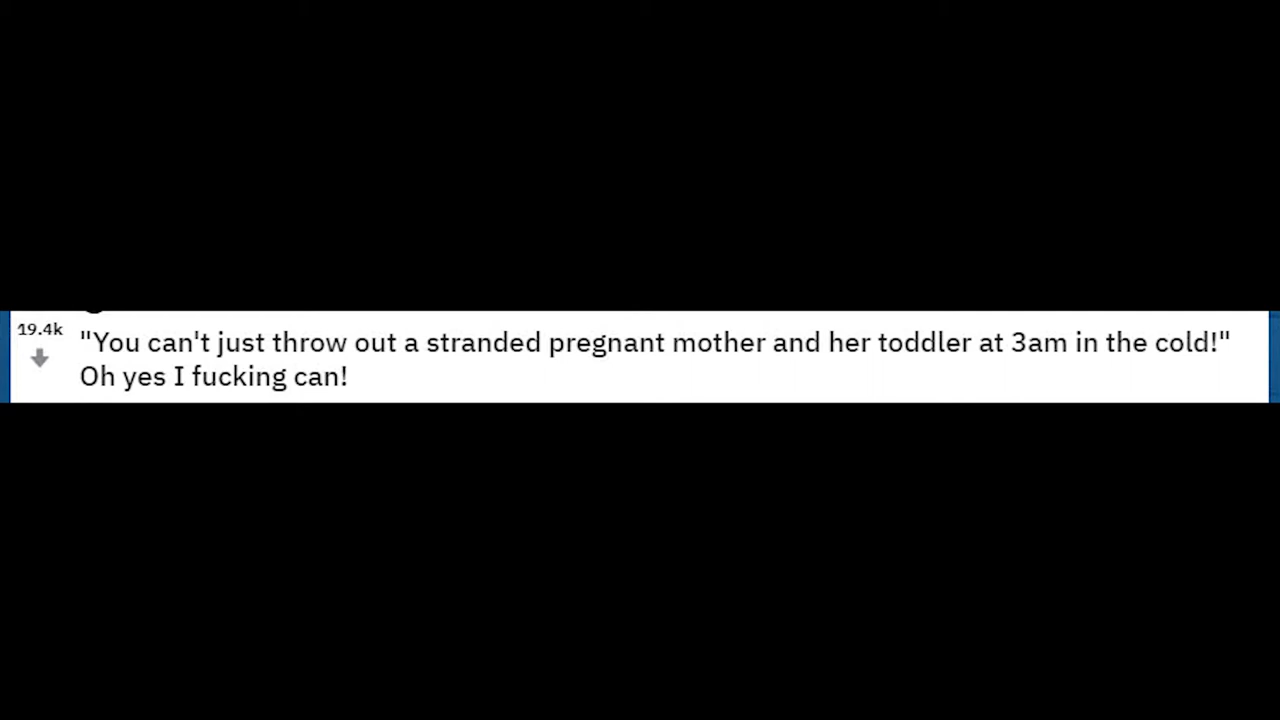 19.4k
"You can't just throw out a stranded pregnant mother and her toddler at 3am in the cold!"
Oh yes I fucking can!